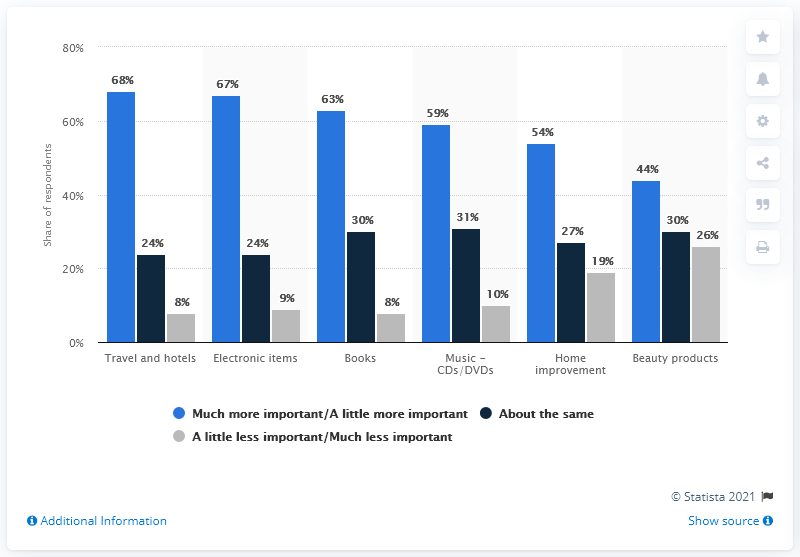 80%
60%
40%
20%
0%
Share of respondents
68%
24%
8%
67%
24%
9%
63%
30%
8%
59%
31%
10%
54%
27%
19%
44%
30%
26%
Travel and hotels
Electronic items
Books
Music -
CDs/DVDs
Home
improvement
Beauty products
Much more important/A little more important
About the same
A little less important/Much less important
© Statista 2021
Additional Information
Show source